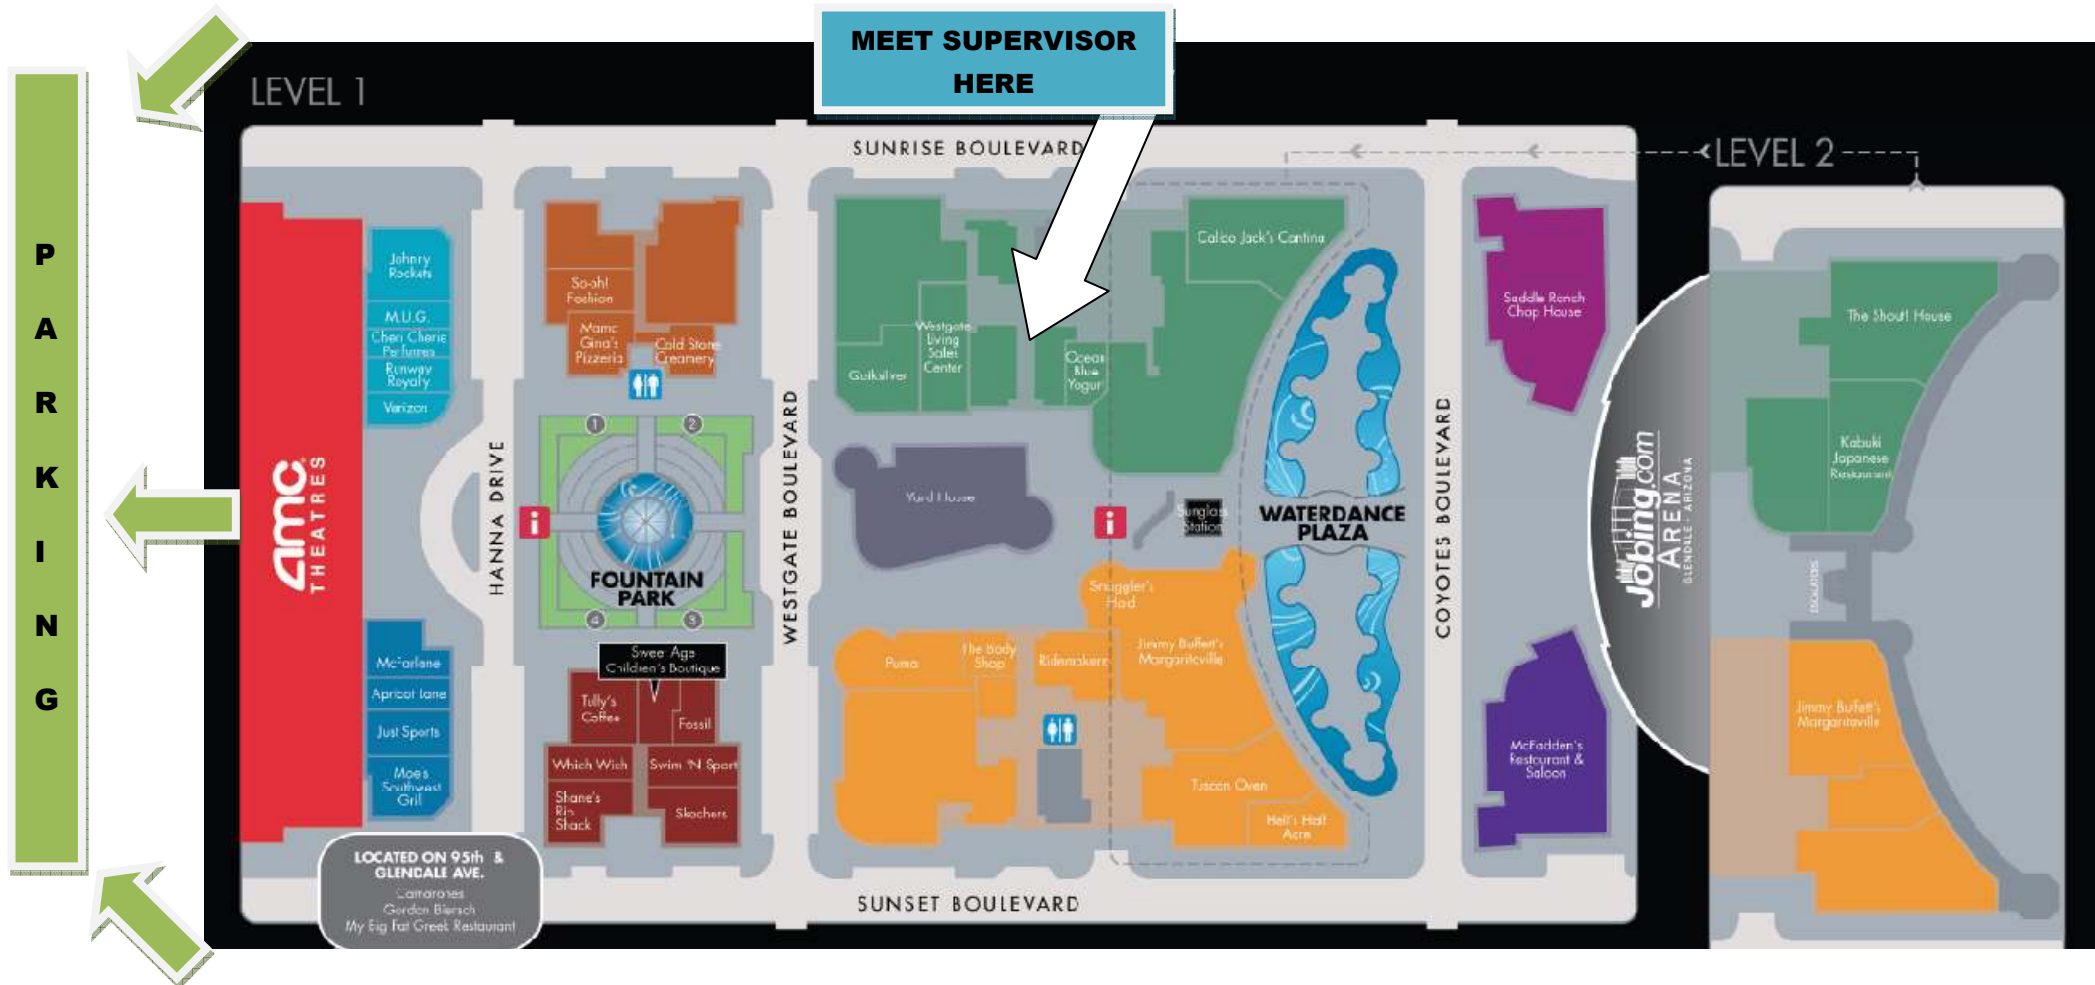 MEET SUPERVISOR
HERE
P
A
R
K
I
N
G
LEVEL 1
SUNRISE BOULEVARD
LEVEL 2
amc
THEATRES
Johnny
Rockets
M.U.G.
Cheri Cherie
Perfumes
Runway
Royalty
Verizon
HANNA DRIVE
McFarlane
Apricot Lane
Just Sports
Moe's
Southwest
Grill
So-oh!
Fashion
Mama
Gina's
Pizzeria
Cold Stone
Creamery
1
2
FOUNTAIN
PARK
4
3
i
Sweet Age
Children's Boutique
Tully's
Coffee
Fossil
Which Wich
Swim 'N Sport
Shane's
Rib
Shack
Skechers
WESTGATE BOULEVARD
Quiksilver
Westgate
Living
Sales
Center
Ocean
Blue
Yogurt
Calico Jack's Cantina
Yard House
i
Sunglass
Station
WATERDANCE
PLAZA
Smuggler's
Hold
Puma
The Body
Shop
Ridemakerz
Jimmy Buffett's
Margaritaville
Tuscan Oven
Hell's Half
Acre
COYOTES BOULEVARD
Saddle Ranch
Chop House
McFadden's
Restaurant &
Saloon
Jobing.com
ARENA
GLENDALE · ARIZONA
The Shout! House
Kabuki
Japanese
Restaurant
Jimmy Buffett's
Margaritaville
LOCATED ON 95th &
GLENDALE AVE.
Camarones
Gordon Biersch
My Big Fat Greek Restaurant
SUNSET BOULEVARD